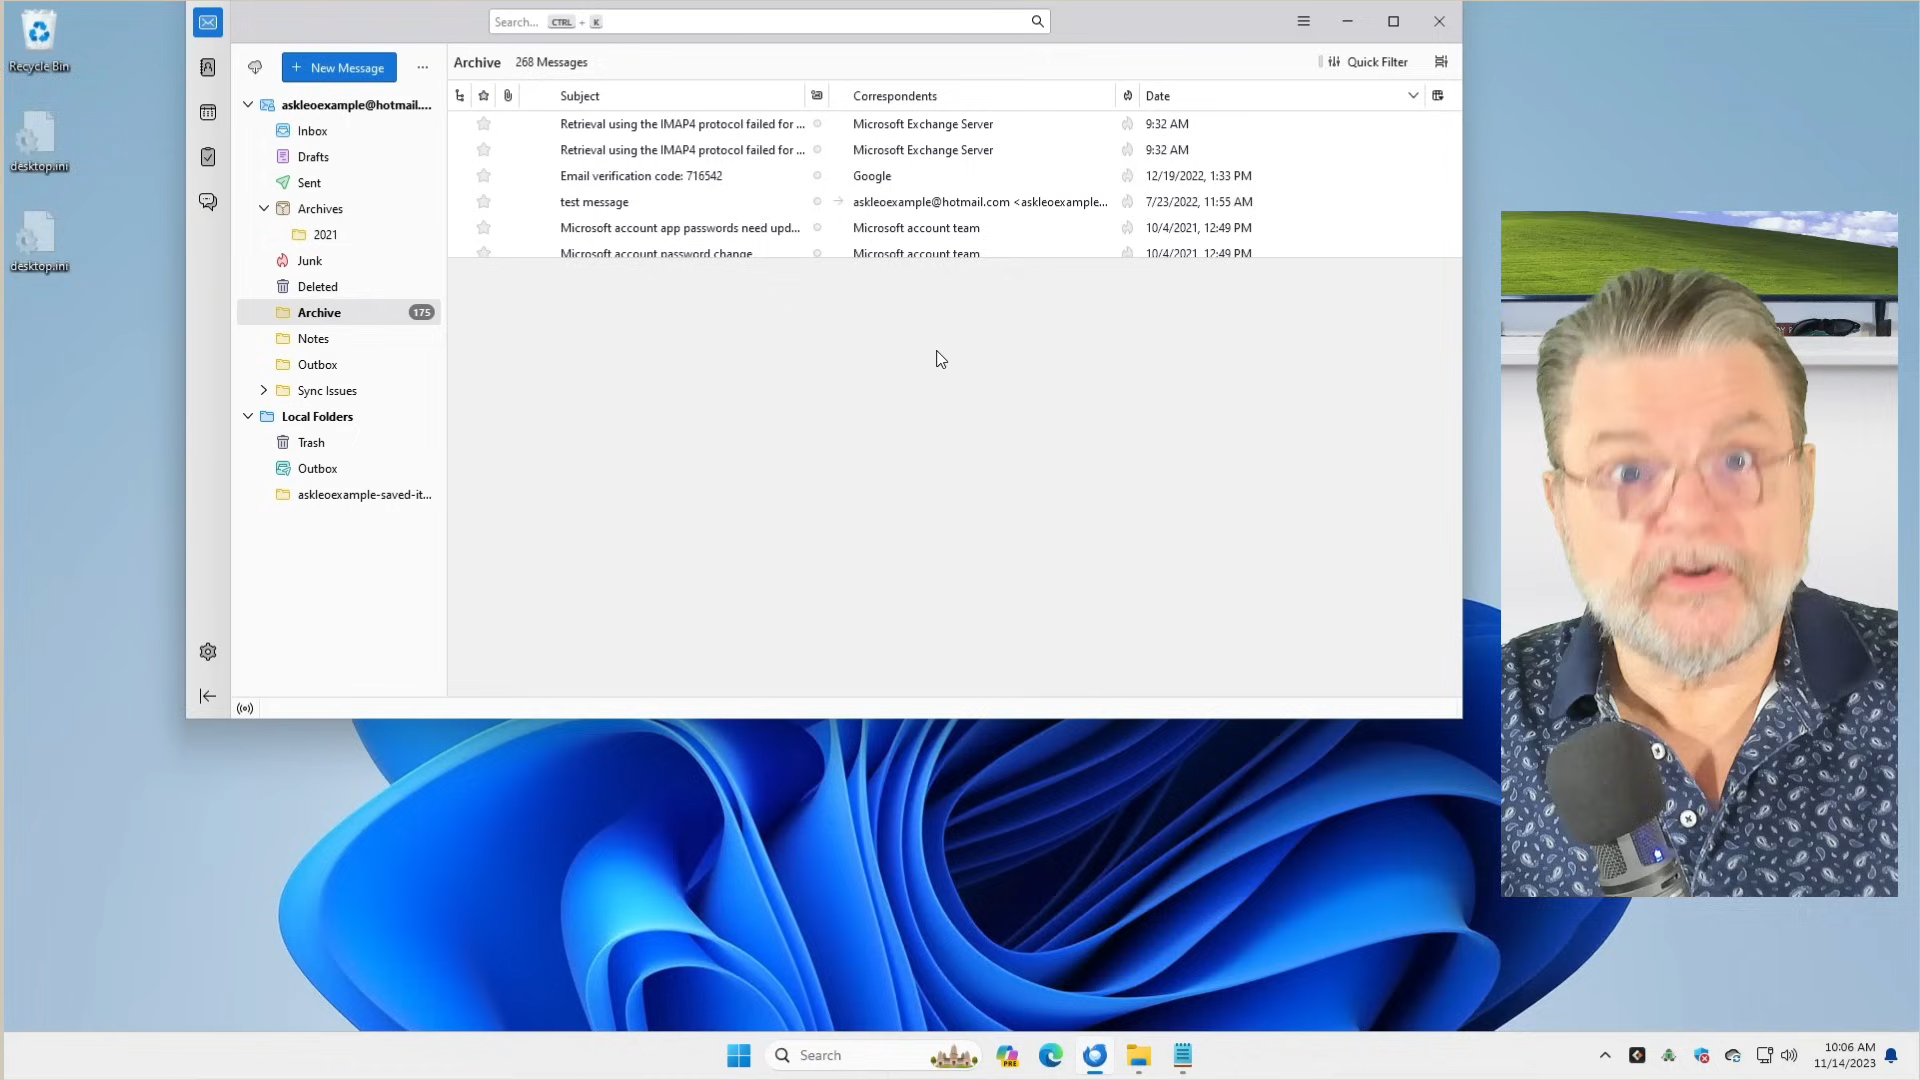 Recycle Bin
desktop.ini
desktop.ini
Search... CTRL + K
New Message
askleoexample@hotmail....
Inbox
Drafts
Sent
Archives
2021
Junk
Deleted
Archive 175
Notes
Outbox
Sync Issues
Local Folders
Trash
Outbox
askleoexample-saved-it...
Archive 268 Messages Quick Filter
Subject Correspondents Date
Retrieval using the IMAP4 protocol failed for ... Microsoft Exchange Server 9:32 AM
Retrieval using the IMAP4 protocol failed for ... Microsoft Exchange Server 9:32 AM
Email verification code: 716542 Google 12/19/2022, 1:33 PM
test message askleoexample@hotmail.com <askleoexample... 7/23/2022, 11:55 AM
Microsoft account app passwords need upd... Microsoft account team 10/4/2021, 12:49 PM
Microsoft account password change Microsoft account team 10/4/2021, 12:49 PM
Search
PRE
10:06 AM
11/14/2023